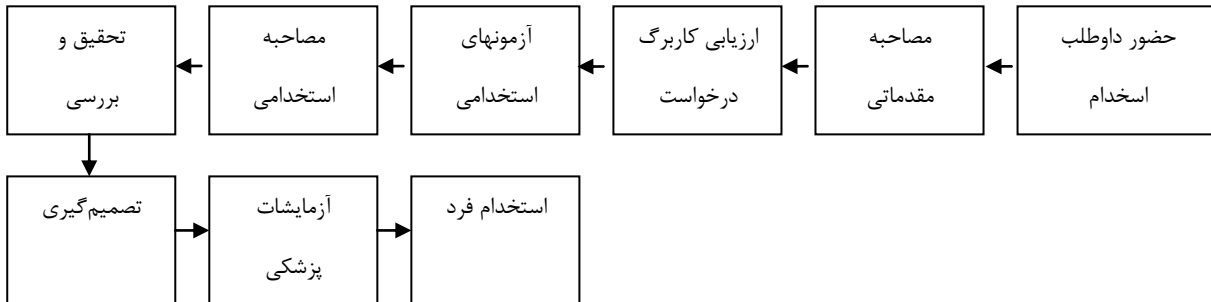 حضور داوطلب
اسخدام
مصاحبه
مقدماتی
ارزیابی کاربرگ
درخواست
آزمونهای
استخدامی
مصاحبه
استخدامی
تحقیق و
بررسی
تصمیم‌گیری
آزمایشات
پزشکی
استخدام فرد